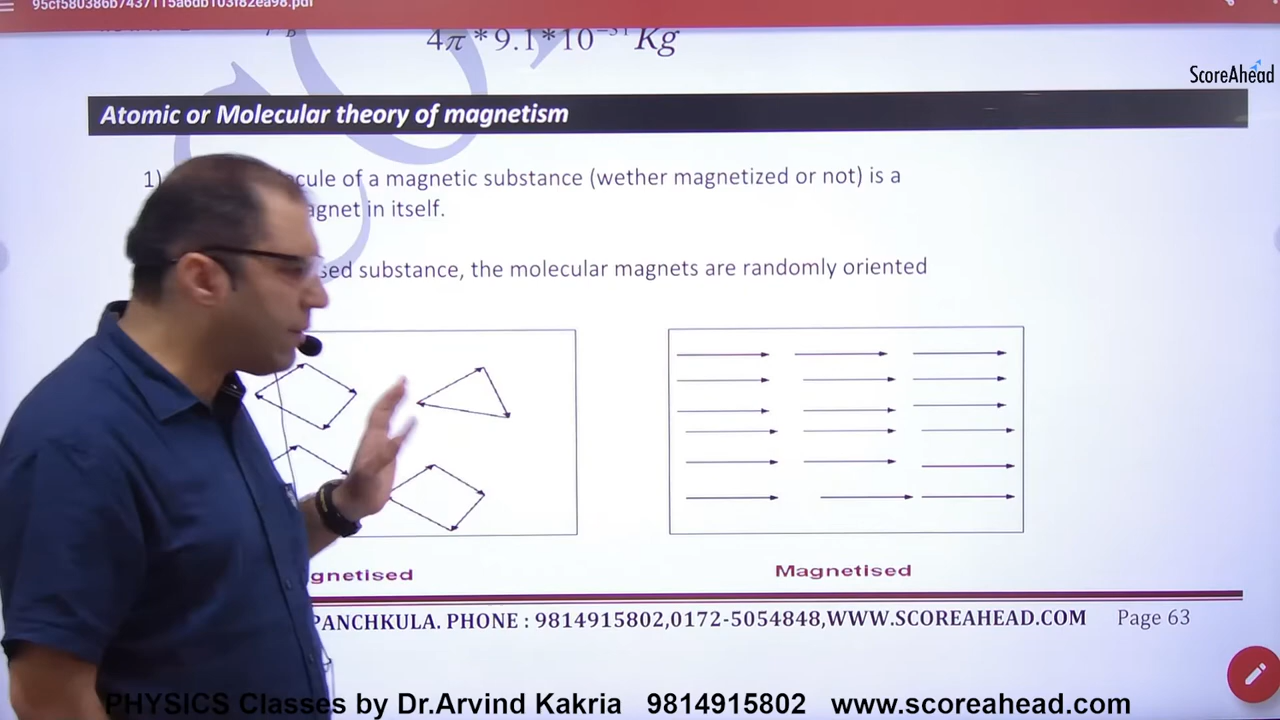 95cf580386b7437115a6db103f82ea98.pdf
4π*9.1*10⁻³¹ Kg
ScoreAhead
Atomic or Molecular theory of magnetism
1) cule of a magnetic substance (wether magnetized or not) is a
agnet in itself.
sed substance, the molecular magnets are randomly oriented
gnetised
Magnetised
PANCHKULA. PHONE : 9814915802,0172-5054848,WWW.SCOREAHEAD.COM Page 63
PHYSICS Classes by Dr.Arvind Kakria 9814915802 www.scoreahead.com